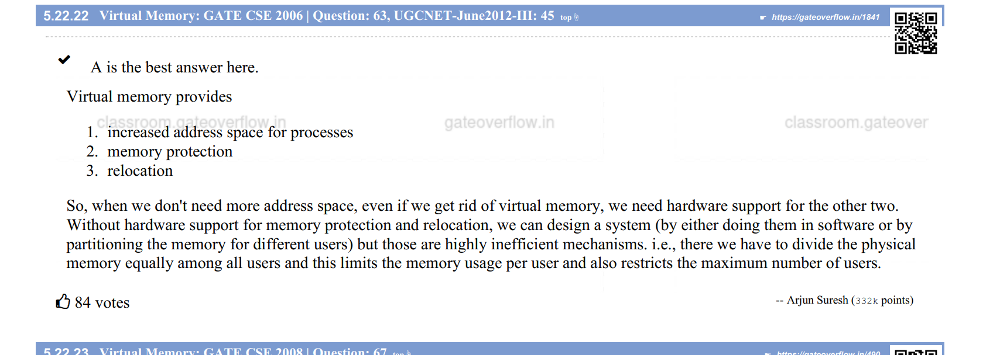 5.22.22 Virtual Memory: GATE CSE 2006 | Question: 63, UGCNET-June2012-III: 45 top
https://gateoverflow.in/1841
A is the best answer here.
Virtual memory provides
classroom.gateoverflow.in gateoverflow.in classroom.gateover
1. increased address space for processes
2. memory protection
3. relocation
So, when we don't need more address space, even if we get rid of virtual memory, we need hardware support for the other two.
Without hardware support for memory protection and relocation, we can design a system (by either doing them in software or by
partitioning the memory for different users) but those are highly inefficient mechanisms. i.e., there we have to divide the physical
memory equally among all users and this limits the memory usage per user and also restricts the maximum number of users.
84 votes
-- Arjun Suresh (332k points)
5.22.23 Virtual Memory: GATE CSE 2008 | Question: 67 top
https://gateoverflow.in/490